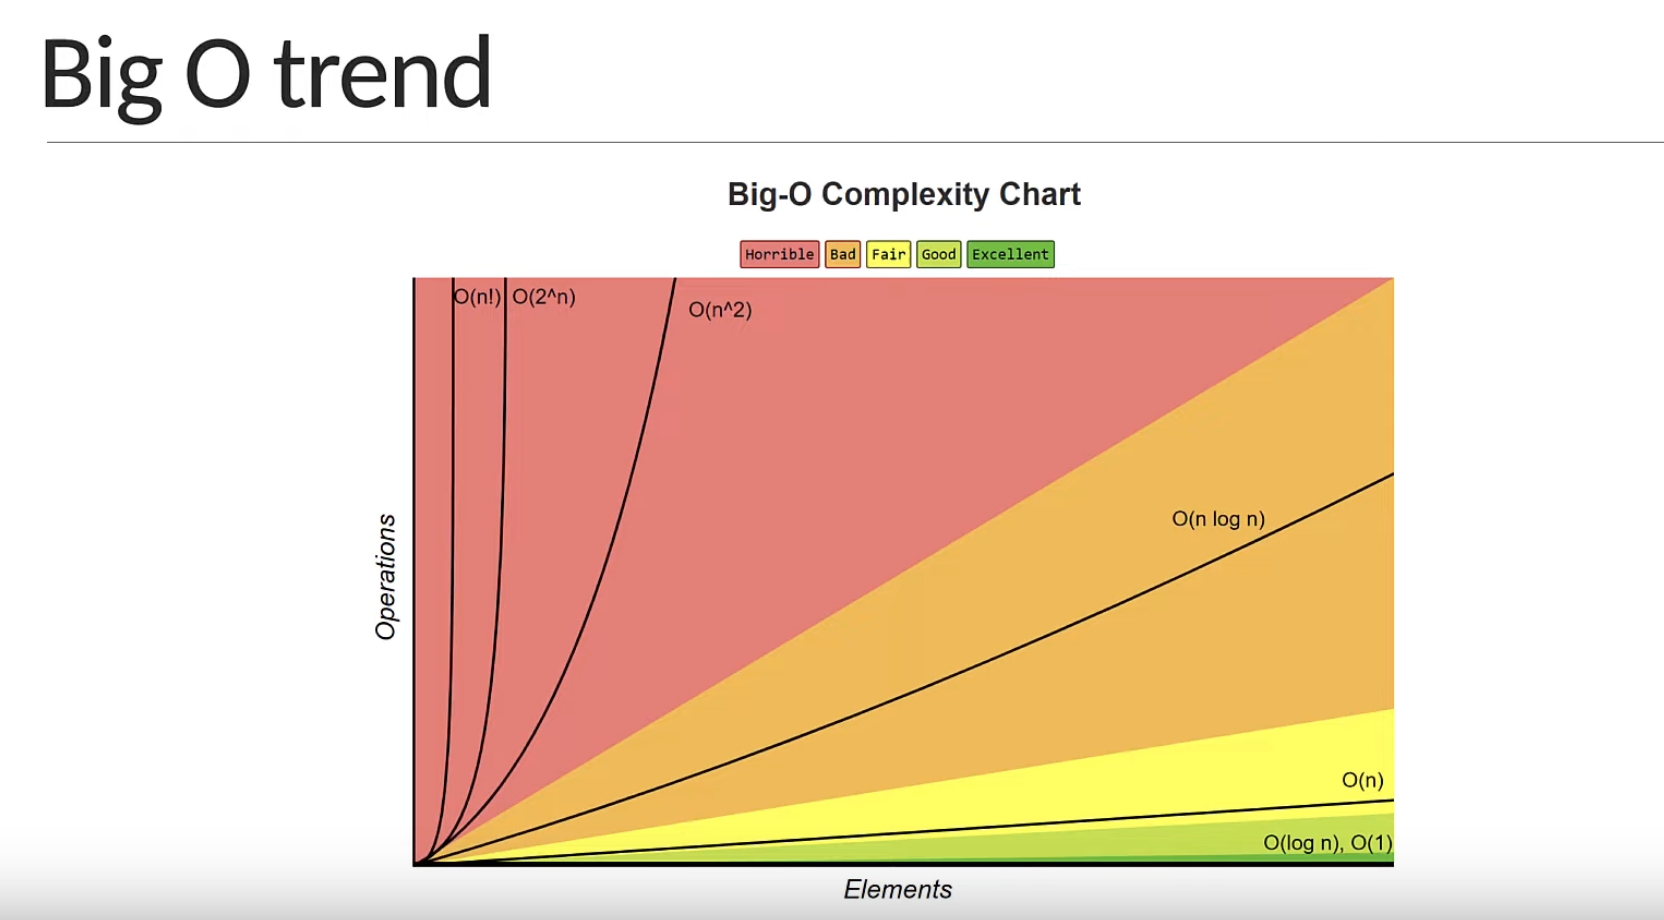 Big O trend
Big-O Complexity Chart
Horrible Bad Fair Good Excellent
O(n!) O(2^n)
O(n^2)
O(n log n)
Operations
O(n)
O(log n), O(1)
Elements